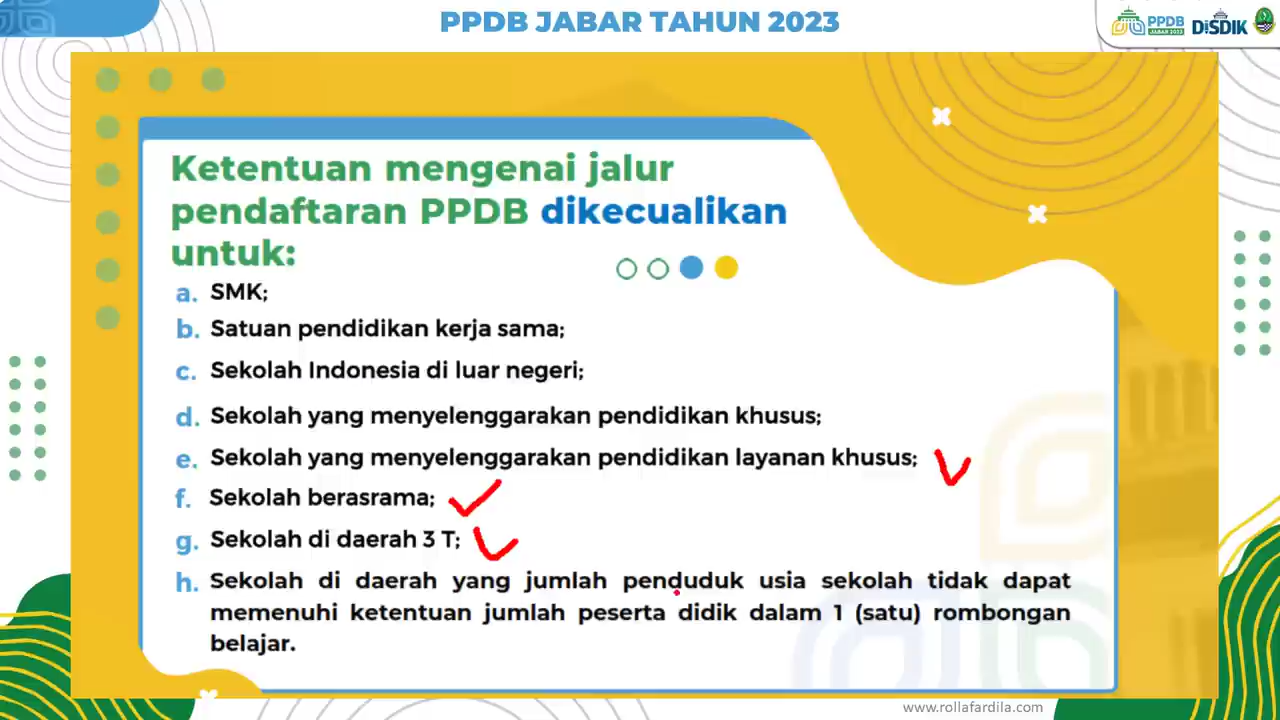 PPDB JABAR TAHUN 2023
PPDB
JABAR 2023
DISDIK
Ketentuan mengenai jalur
pendaftaran PPDB dikecualikan
untuk:
a. SMK;
b. Satuan pendidikan kerja sama;
c. Sekolah Indonesia di luar negeri;
d. Sekolah yang menyelenggarakan pendidikan khusus;
e. Sekolah yang menyelenggarakan pendidikan layanan khusus;
f. Sekolah berasrama;
g. Sekolah di daerah 3 T;
h. Sekolah di daerah yang jumlah penduduk usia sekolah tidak dapat
memenuhi ketentuan jumlah peserta didik dalam 1 (satu) rombongan
belajar.
www.rollafardila.com